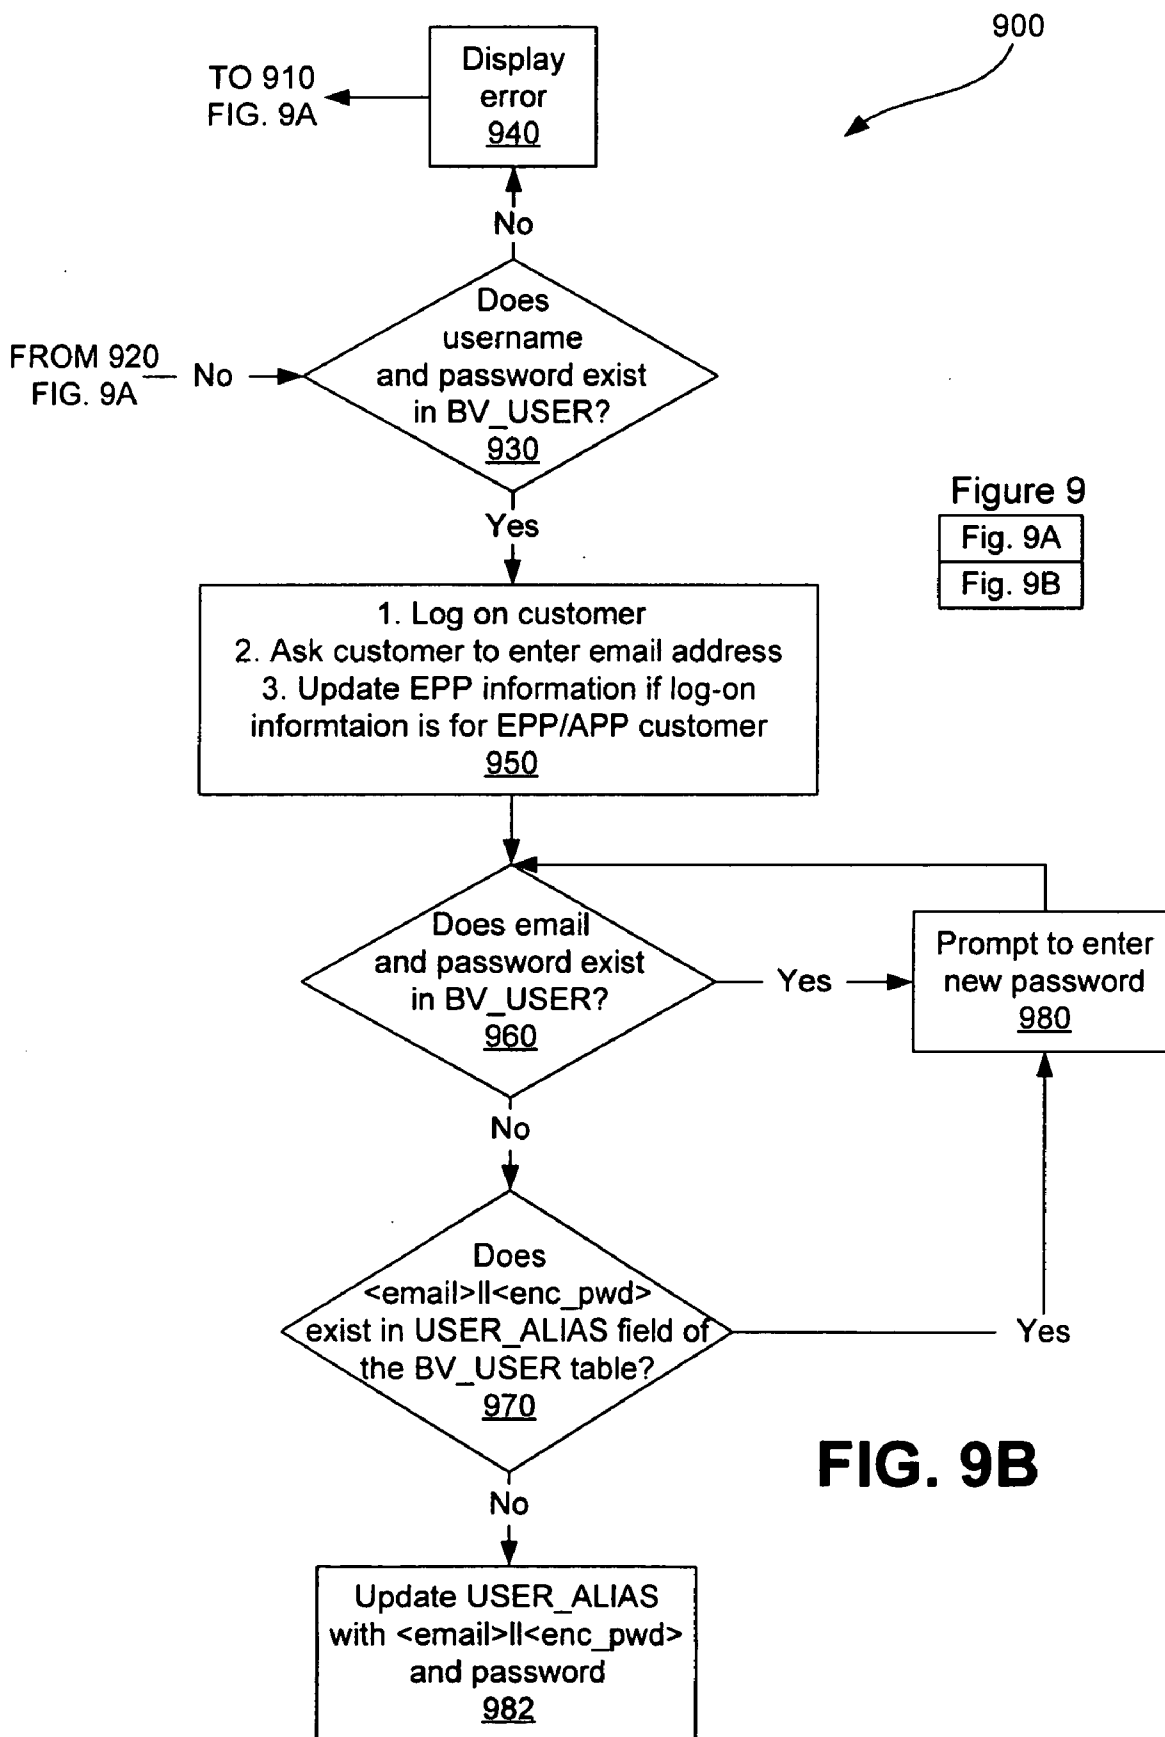 900
Display
error
940
TO 910
FIG. 9A
No
Does
username
and password exist
in BV_USER?
930
FROM 920
FIG. 9A
No
Yes
Figure 9
Fig. 9A
Fig. 9B
1. Log on customer
2. Ask customer to enter email address
3. Update EPP information if log-on
informtaion is for EPP/APP customer
950
Does email
and password exist
in BV_USER?
960
Yes
Prompt to enter
new password
980
No
Does
<email>ll<enc_pwd>
exist in USER_ALIAS field of
the BV_USER table?
970
Yes
FIG. 9B
No
Update USER_ALIAS
with <email>ll<enc_pwd>
and password
982